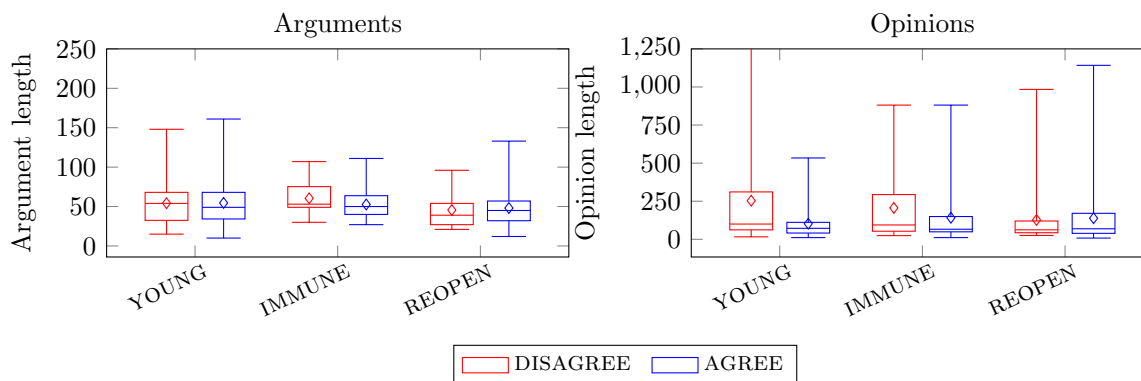 Arguments
Argument length
250
200
150
100
50
0
YOUNG
IMMUNE
REOPEN
Opinions
Opinion length
1,250
1,000
750
500
250
0
YOUNG
IMMUNE
REOPEN
DISAGREE AGREE